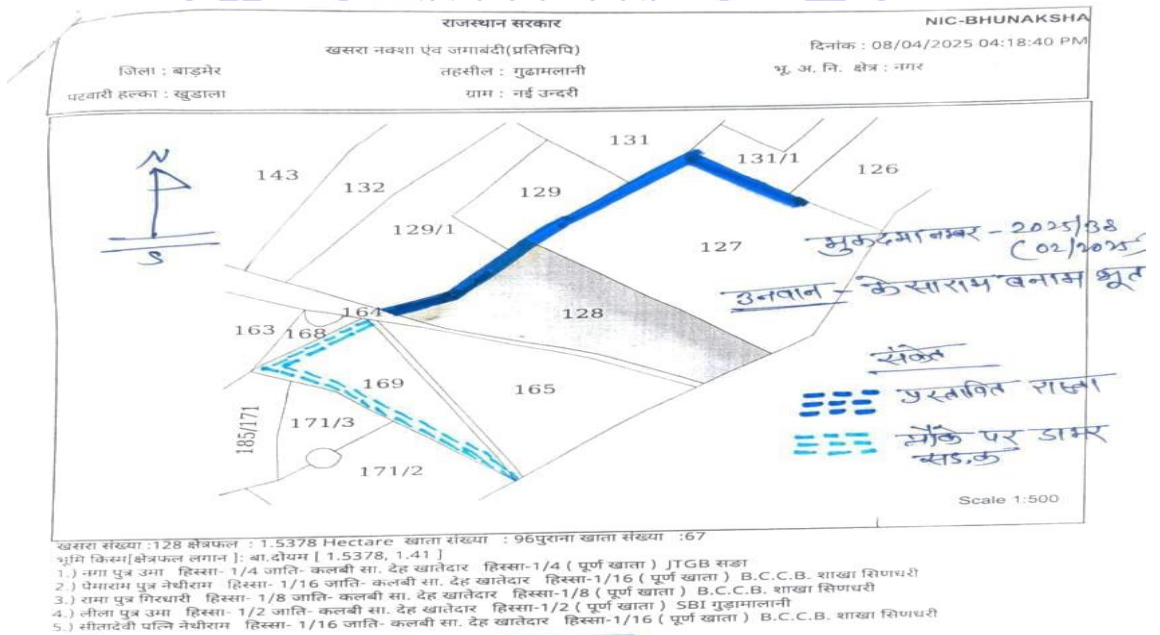 राजस्थान सरकार
NIC-BHUNAKSHA
खसरा नक्शा एंव जमाबंदी(प्रतिलिपि)
दिनांक : 08/04/2025 04:18:40 PM
जिला : बाड़मेर
तहसील : गुढामलानी
भू. अ. नि. क्षेत्र : नगर
पटवारी हल्का : खुडाला
ग्राम : नई उन्दरी
N
S
143
132
131
131/1
126
129
129/1
127
128
मुकदमा नम्बर - 2025/38
(02/2025
उनवान - केसाराम बनाम भूत
164
163
168
169
165
171/3
185/171
171/2
संकेत
प्रस्तावित रास्ता
मौके पर डामर
सड़क
Scale 1:500
खसरा संख्या :128 क्षेत्रफल : 1.5378 Hectare खाता संख्या : 96पुराना खाता संख्या :67
भूमि किस्म[क्षेत्रफल लगान ]: बा.दोयम [ 1.5378, 1.41 ]
1.) नगा पुत्र उमा हिस्सा- 1/4 जाति- कलबी सा. देह खातेदार हिस्सा-1/4 ( पूर्ण खाता ) JTGB सङा
2.) पेमाराम पुत्र नेथीराम हिस्सा- 1/16 जाति- कलबी सा. देह खातेदार हिस्सा-1/16 ( पूर्ण खाता ) B.C.C.B. शाखा सिणधरी
3.) रामा पुत्र गिरधारी हिस्सा- 1/8 जाति- कलबी सा. देह खातेदार हिस्सा-1/8 ( पूर्ण खाता ) B.C.C.B. शाखा सिणधरी
4.) लीला पुत्र उमा हिस्सा- 1/2 जाति- कलबी सा. देह खातेदार हिस्सा-1/2 ( पूर्ण खाता ) SBI गुड़ामालानी
5.) सीतादेवी पत्नि नेथीराम हिस्सा- 1/16 जाति- कलबी सा. देह खातेदार हिस्सा-1/16 ( पूर्ण खाता ) B.C.C.B. शाखा सिणधरी